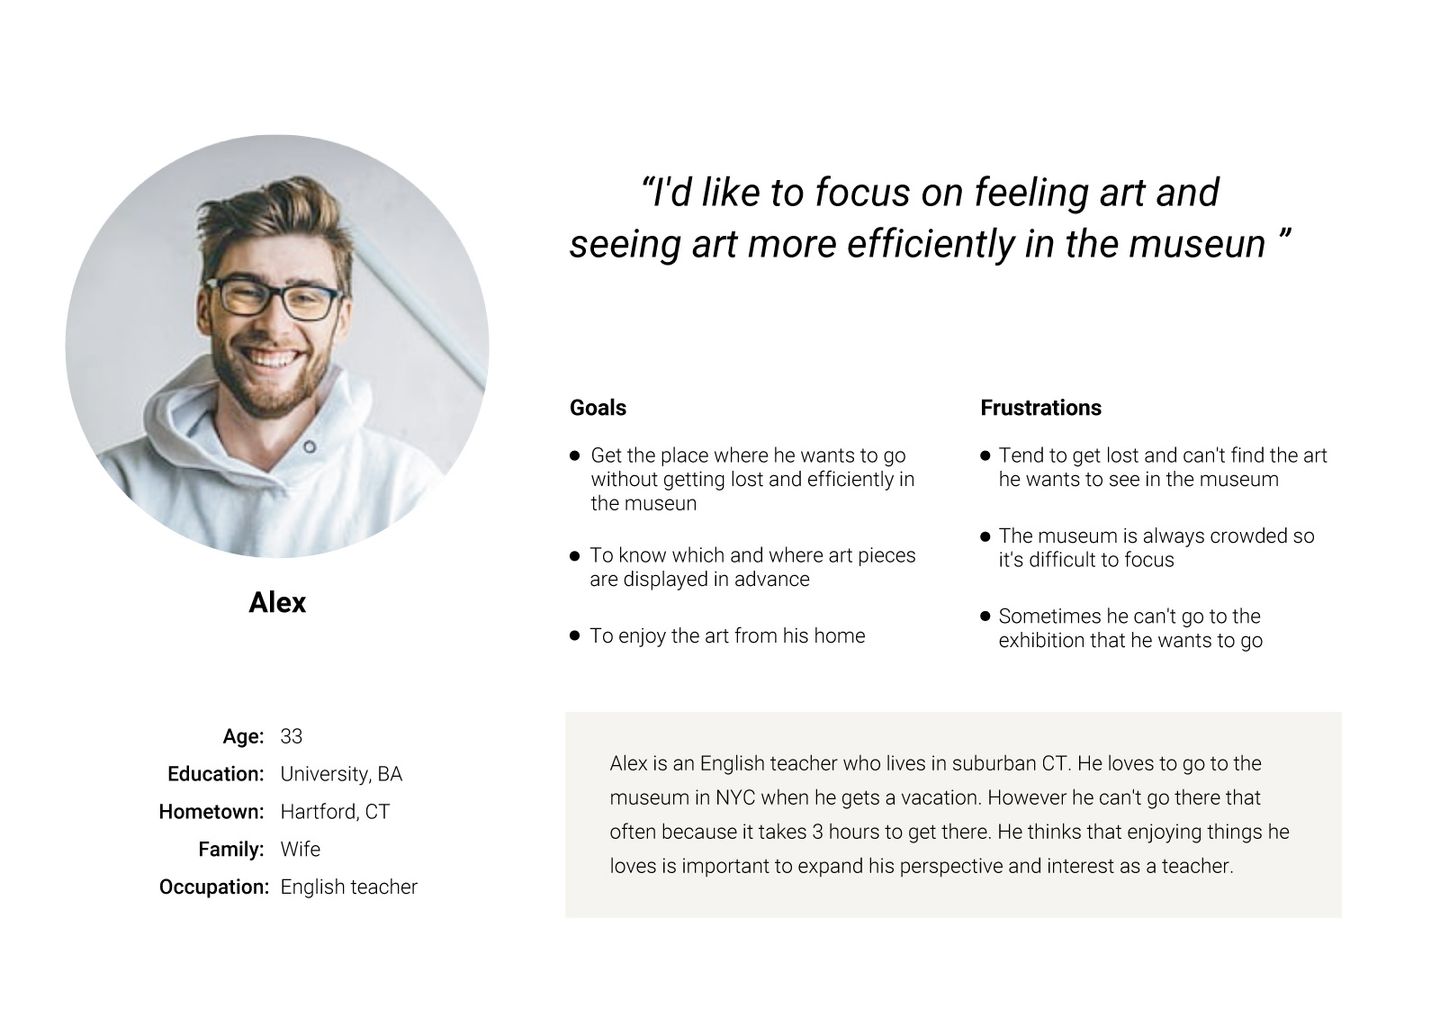 “I'd like to focus on feeling art and
seeing art more efficiently in the museun ”
Alex
Age: 33
Education: University, BA
Hometown: Hartford, CT
Family: Wife
Occupation: English teacher
Goals
● Get the place where he wants to go
without getting lost and efficiently in
the museun
● To know which and where art pieces
are displayed in advance
● To enjoy the art from his home
Frustrations
● Tend to get lost and can't find the art
he wants to see in the museum
● The museum is always crowded so
it's difficult to focus
● Sometimes he can't go to the
exhibition that he wants to go
Alex is an English teacher who lives in suburban CT. He loves to go to the
museum in NYC when he gets a vacation. However he can't go there that
often because it takes 3 hours to get there. He thinks that enjoying things he
loves is important to expand his perspective and interest as a teacher.